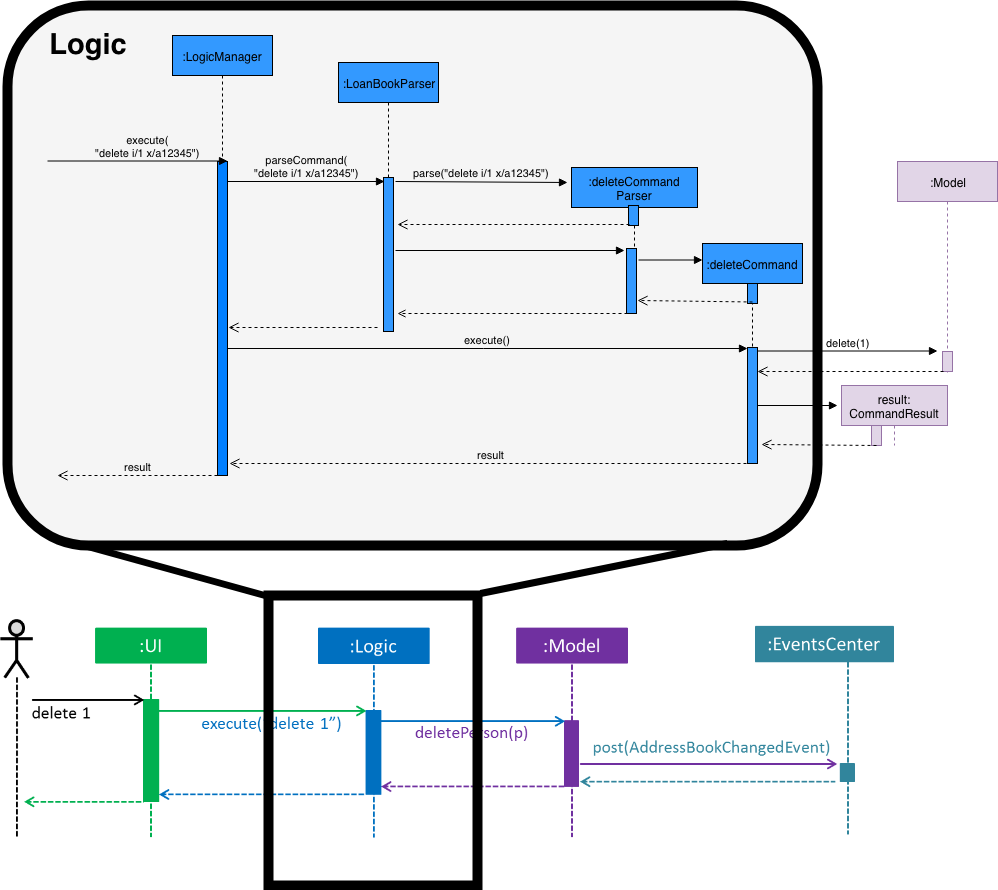 Logic
:LogicManager
:LoanBookParser
execute(
"delete i/1 x/a12345")
parseCommand(
"delete i/1 x/a12345")
parse("delete i/1 x/a12345")
:deleteCommand
Parser
:Model
:deleteCommand
execute()
delete(1)
result:
CommandResult
result
result
:UI
:Logic
:Model
:EventsCenter
delete 1
execute("delete 1”)
deletePerson(p)
post(AddressBookChangedEvent)